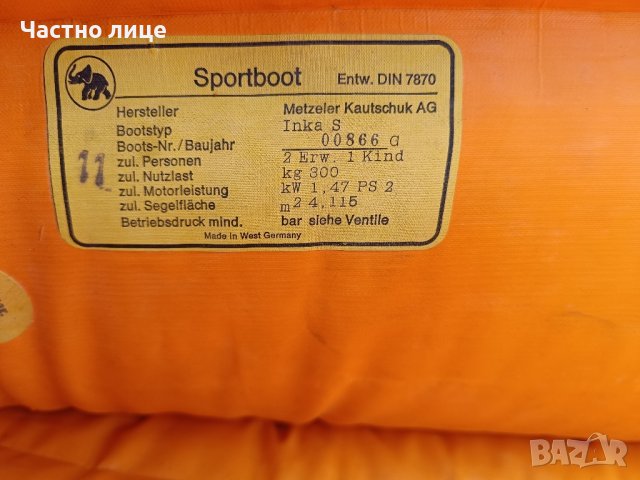 Частно лице
Sportboot Entw. DIN 7870
Hersteller Metzeler Kautschuk AG
Bootstyp Inka S
Boots-Nr./Baujahr 00866 G
11
zul. Personen 2 Erw. 1 Kind
zul. Nutzlast kg 300
zul. Motorleistung kW 1,47 PS 2
zul. Segelfläche m2 4,115
Betriebsdruck mind. bar siehe Ventile
Made in West Germany
BAZAR